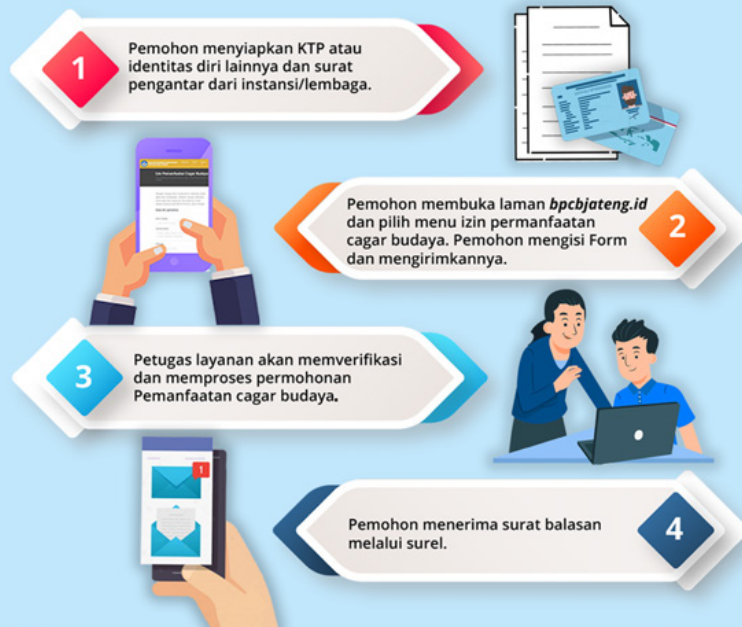 1
Pemohon menyiapkan KTP atau
identitas diri lainnya dan surat
pengantar dari instansi/lembaga.
Pemohon membuka laman bpcbjateng.id
dan pilih menu izin permanfaatan
cagar budaya. Pemohon mengisi Form
dan mengirimkannya.
2
3
Petugas layanan akan memverifikasi
dan memproses permohonan
Pemanfaatan cagar budaya.
1
Pemohon menerima surat balasan
melalui surel.
4